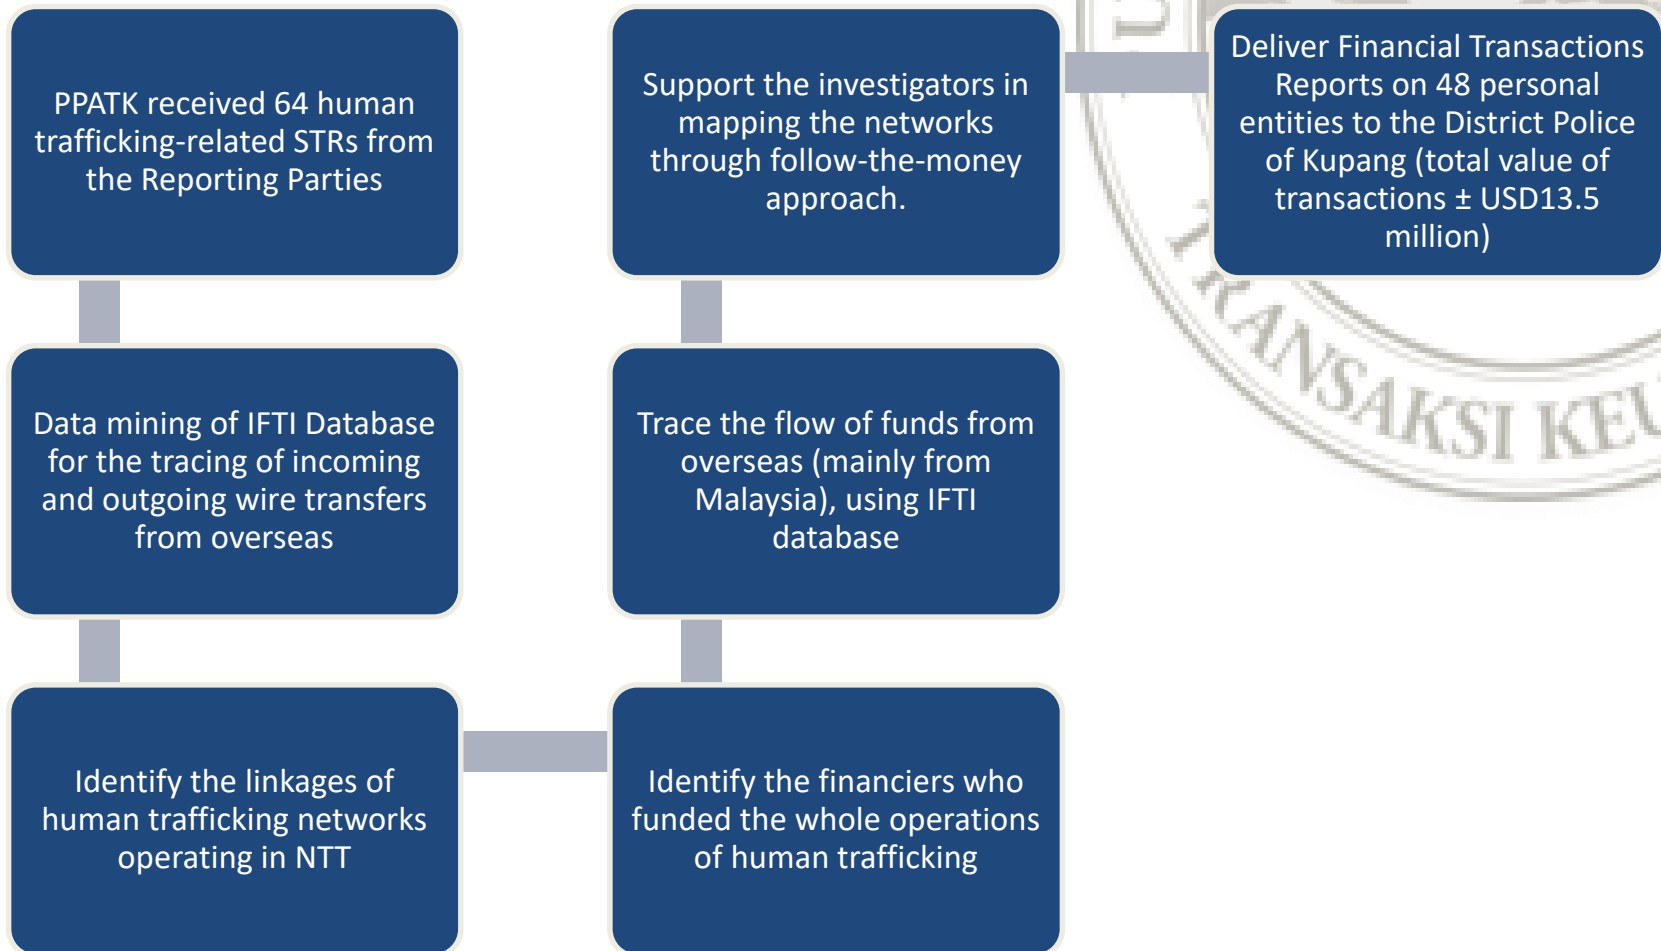 PPATK received 64 human
trafficking-related STRs from
the Reporting Parties
Data mining of IFTI Database
for the tracing of incoming
and outgoing wire transfers
from overseas
Identify the linkages of
human trafficking networks
operating in NTT
Identify the financiers who
funded the whole operations
of human trafficking
Trace the flow of funds from
overseas (mainly from
Malaysia), using IFTI
database
Support the investigators in
mapping the networks
through follow-the-money
approach.
Deliver Financial Transactions
Reports on 48 personal
entities to the District Police
of Kupang (total value of
transactions ± USD13.5
million)
TRANSAKSI